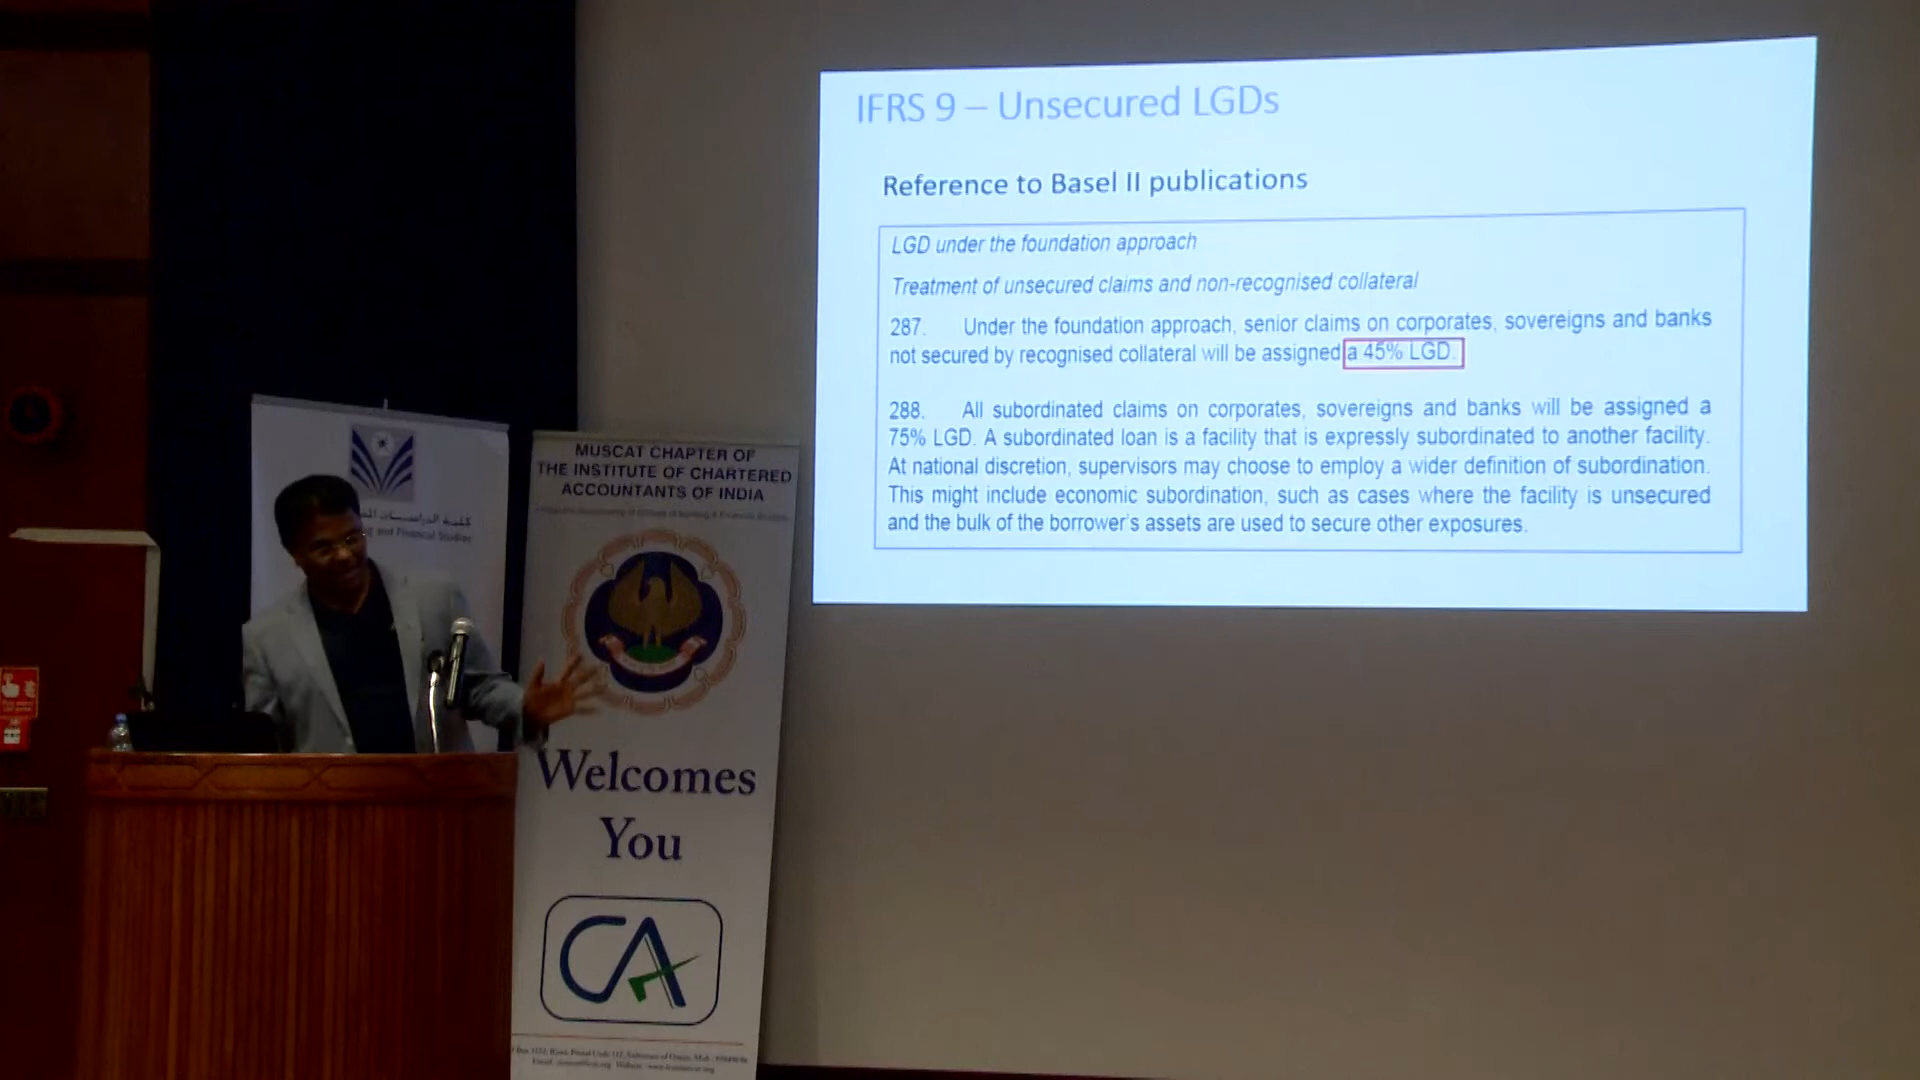 IFRS 9 – Unsecured LGDs
Reference to Basel II publications
LGD under the foundation approach
Treatment of unsecured claims and non-recognised collateral
287. Under the foundation approach, senior claims on corporates, sovereigns and banks
not secured by recognised collateral will be assigned a 45% LGD.
288. All subordinated claims on corporates, sovereigns and banks will be assigned a
75% LGD. A subordinated loan is a facility that is expressly subordinated to another facility.
At national discretion, supervisors may choose to employ a wider definition of subordination.
This might include economic subordination, such as cases where the facility is unsecured
and the bulk of the borrower's assets are used to secure other exposures.
and Financial Studies
MUSCAT CHAPTER OF
THE INSTITUTE OF CHARTERED
ACCOUNTANTS OF INDIA
Welcomes
You
CA